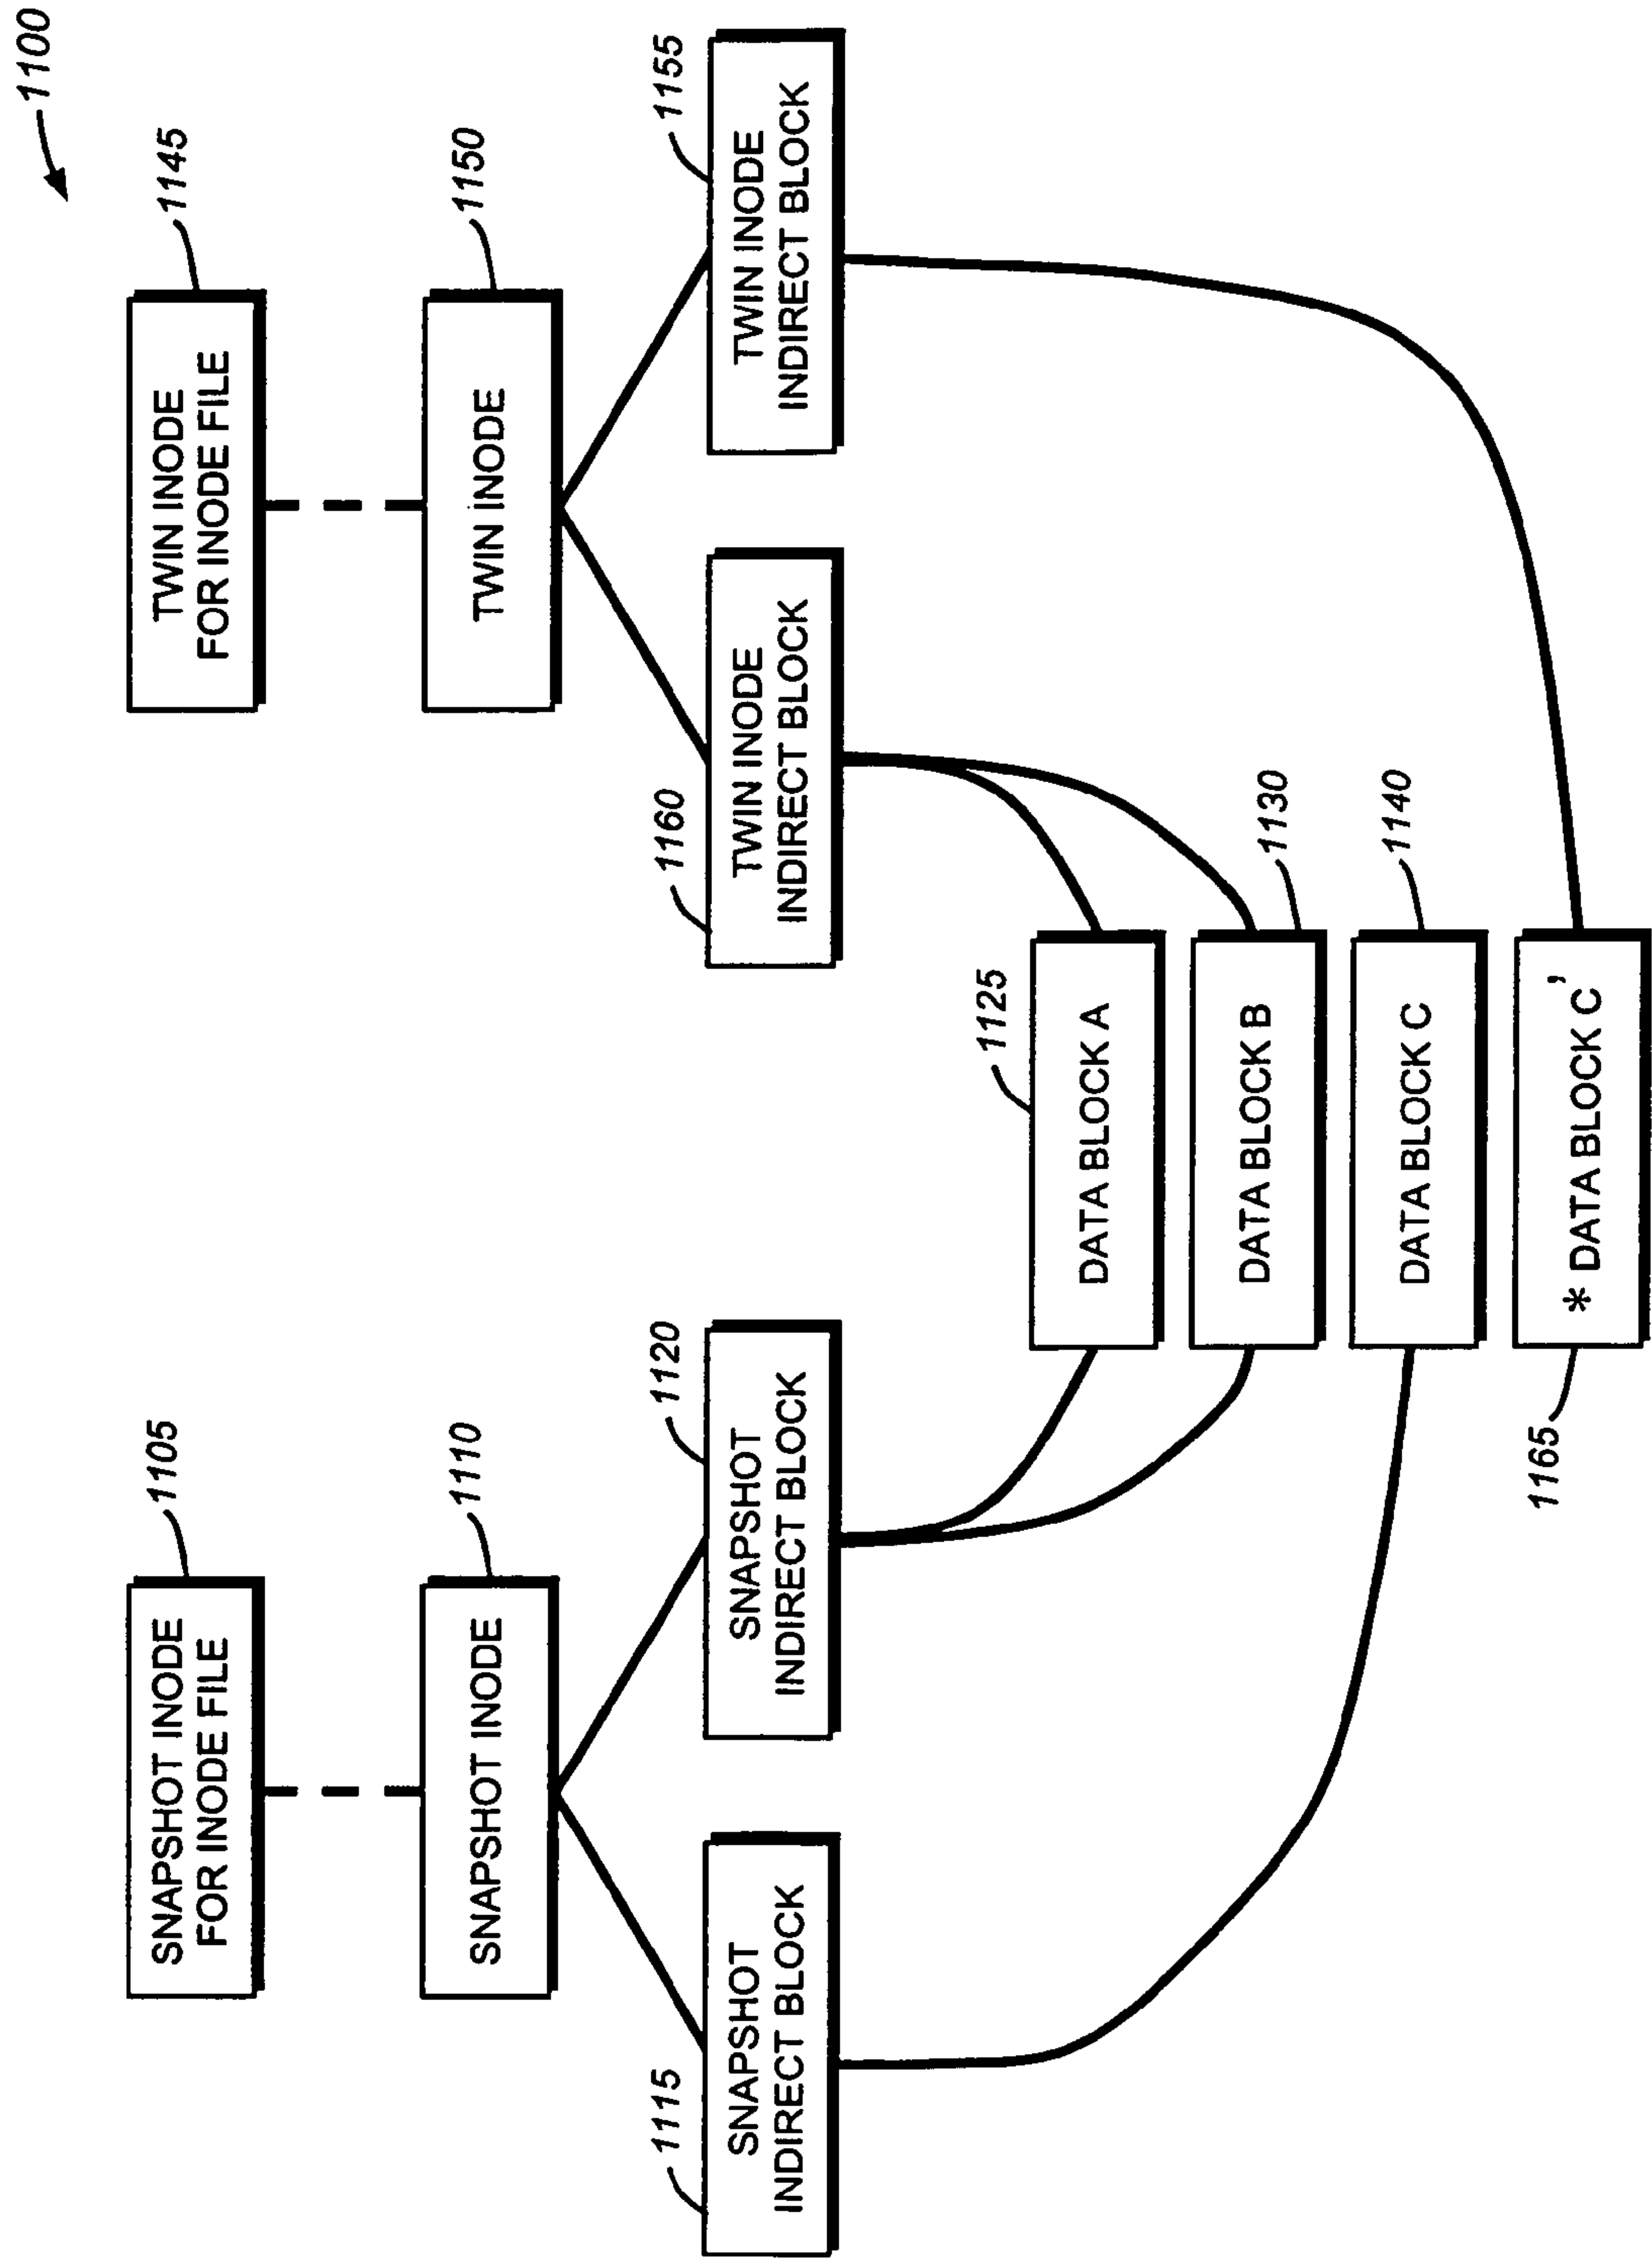 1100
1105
SNAPSHOT INODE
FOR INODE FILE
1145
TWIN INODE
FOR INODE FILE
1110
SNAPSHOT INODE
1150
TWIN INODE
1115
SNAPSHOT
INDIRECT BLOCK
1120
SNAPSHOT
INDIRECT BLOCK
1160
TWIN INODE
INDIRECT BLOCK
1155
TWIN INODE
INDIRECT BLOCK
1125
DATA BLOCK A
DATA BLOCK B
1130
DATA BLOCK C
1140
1165
* DATA BLOCK C'